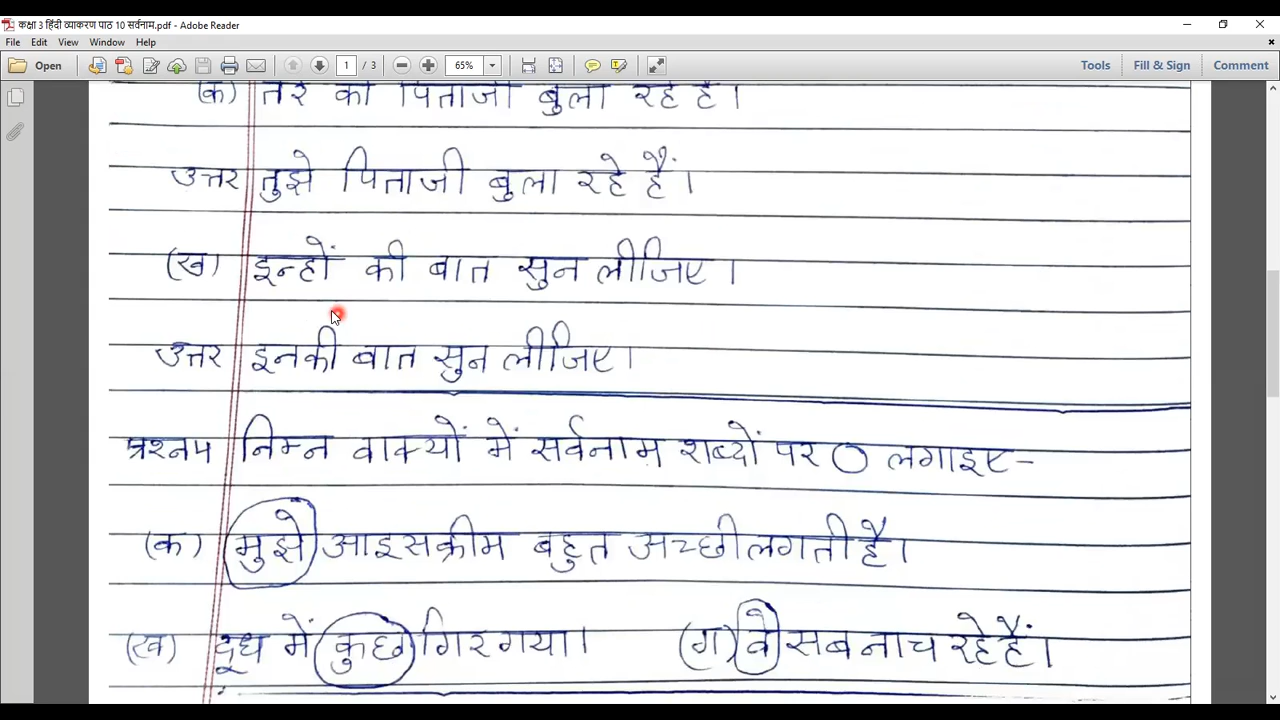 कक्षा 3 हिंदी व्याकरण पाठ 10 सर्वनाम.pdf - Adobe Reader
File Edit View Window Help
Open 1 / 3 65% Tools Fill & Sign Comment
(क) तेरे को पिताजी बुला रहे हैं।
उत्तर तुझे पिताजी बुला रहे हैं।
(ख) इन्हों की बात सुन लीजिए।
उत्तर इनकी बात सुन लीजिए।
प्रश्न4 निम्न वाक्यों में सर्वनाम शब्दों पर O लगाइए-
(क) मुझे आइसक्रीम बहुत अच्छी लगती है।
(ख) दूध में कुछ गिर गया। (ग) वे सब नाच रहे हैं।